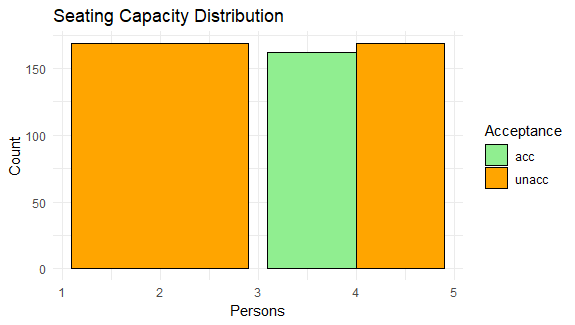 Seating Capacity Distribution
150
100
50
0
Count
1 2 3 4 5
Persons
Acceptance
acc
unacc